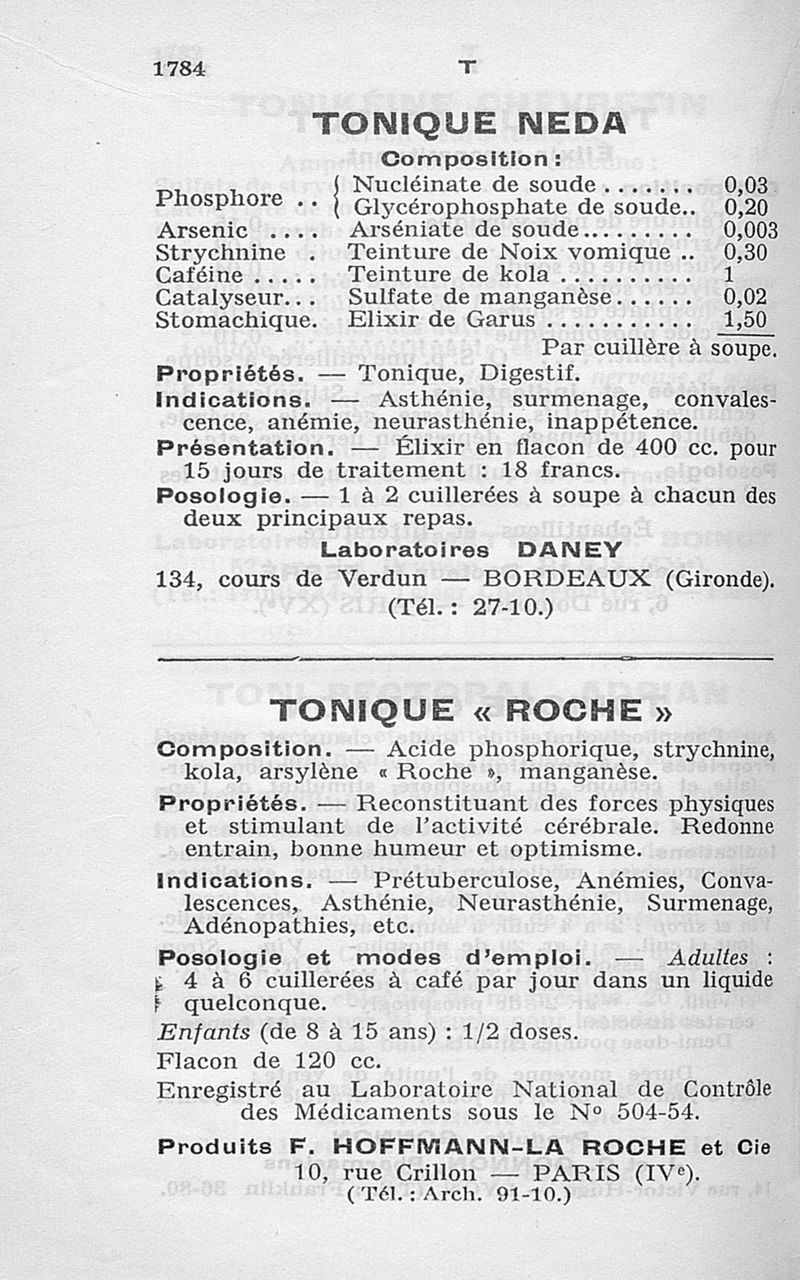 1784 T
TONIQUE NEDA
Composition :
Phosphore .. { Nucléinate de soude ....... 0,03
Glycérophosphate de soude.. 0,20
Arsenic .... Arséniate de soude......... 0,003
Strychnine . Teinture de Noix vomique .. 0,30
Caféine ..... Teinture de kola .......... 1
Catalyseur... Sulfate de manganèse...... 0,02
Stomachique. Elixir de Garus ............ 1,50
Par cuillère à soupe.
Propriétés. — Tonique, Digestif.
Indications. — Asthénie, surmenage, convales-
cence, anémie, neurasthénie, inappétence.
Présentation. — Élixir en flacon de 400 cc. pour
15 jours de traitement : 18 francs.
Posologie. — 1 à 2 cuillerées à soupe à chacun des
deux principaux repas.
Laboratoires DANEY
134, cours de Verdun — BORDEAUX (Gironde).
(Tél. : 27-10.)
TONIQUE « ROCHE »
Composition. — Acide phosphorique, strychnine,
kola, arsylène « Roche », manganèse.
Propriétés. — Reconstituant des forces physiques
et stimulant de l'activité cérébrale. Redonne
entrain, bonne humeur et optimisme.
Indications. — Prétuberculose, Anémies, Conva-
lescences, Asthénie, Neurasthénie, Surmenage,
Adénopathies, etc.
Posologie et modes d'emploi. — Adultes :
4 à 6 cuillerées à café par jour dans un liquide
quelconque.
Enfants (de 8 à 15 ans) : 1/2 doses.
Flacon de 120 cc.
Enregistré au Laboratoire National de Contrôle
des Médicaments sous le Nº 504-54.
Produits F. HOFFMANN-LA ROCHE et Cie
10, rue Crillon — PARIS (IVe).
(Tél. : Arch. 91-10.)